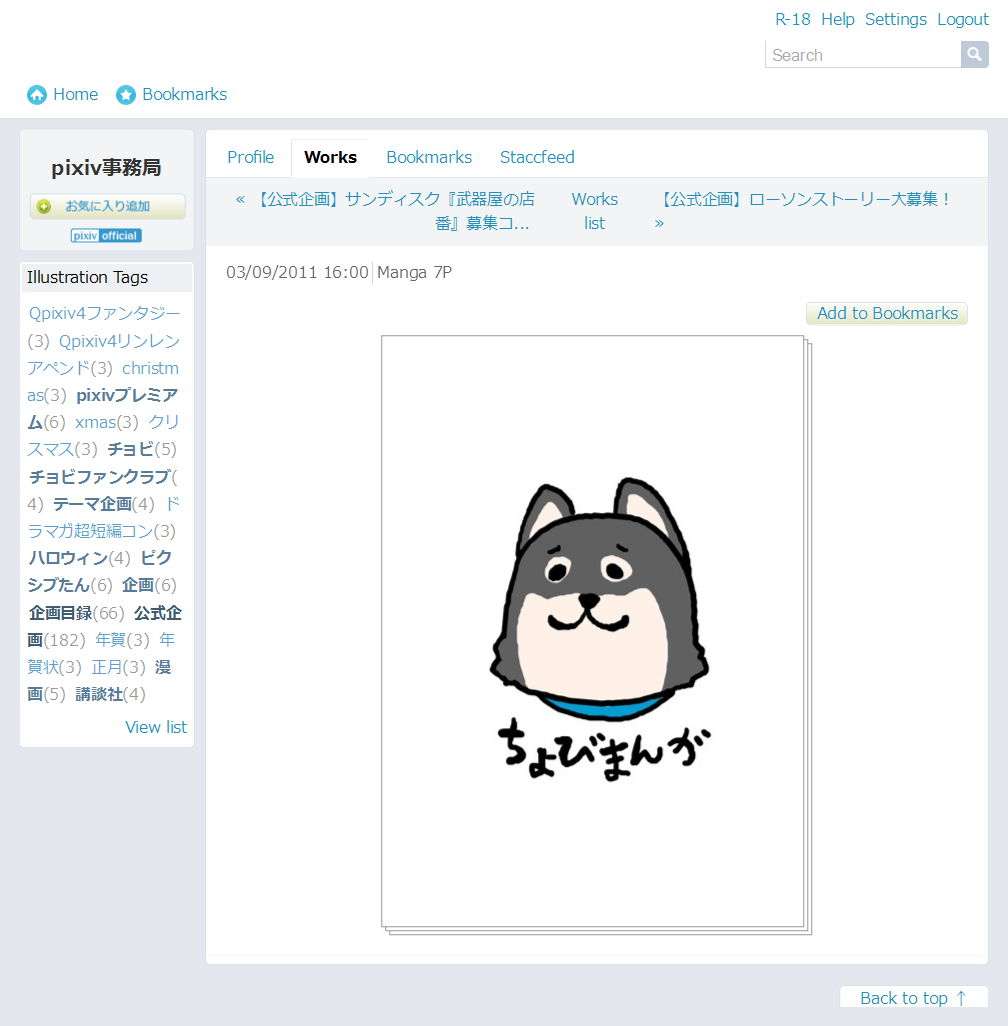 R-18 Help Settings Logout
Search
Home Bookmarks
pixiv事務局
お気に入り追加
pixiv official
Illustration Tags
Qpixiv4ファンタジー
(3) Qpixiv4リンレン
アペンド(3) christm
as(3) pixivプレミア
ム(6) xmas(3) クリ
スマス(3) チョビ(5)
チョビファンクラブ(
4) テーマ企画(4) ド
ラマガ超短編コン(3)
ハロウィン(4) ピク
シブたん(6) 企画(6)
企画目録(66) 公式企
画(182) 年賀(3) 年
賀状(3) 正月(3) 漫
画(5) 講談社(4)
View list
Profile Works Bookmarks Staccfeed
« 【公式企画】サンディスク『武器屋の店
番』募集コ...
Works
list
【公式企画】ローソンストーリー大募集！
»
03/09/2011 16:00 Manga 7P
Add to Bookmarks
ちょびまんが
Back to top ↑